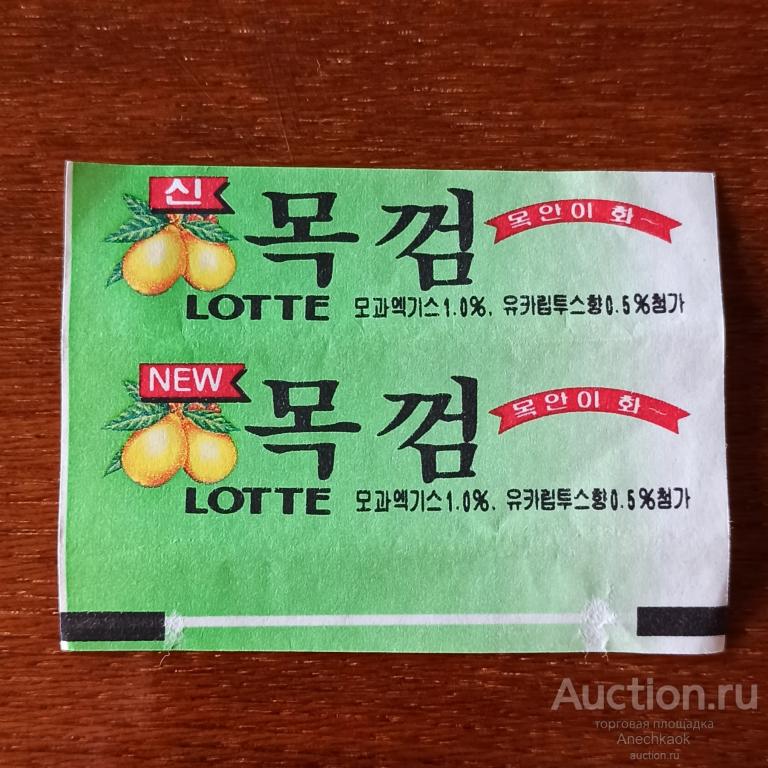 신
목껌
목안이 화~
LOTTE 모과엑기스1.0%, 유카립투스향0.5%첨가
NEW
목껌
목안이 화~
LOTTE 모과엑기스1.0%, 유카립투스향0.5%첨가
Auction.ru
торговая площадка
Anechkaok
auction.ru